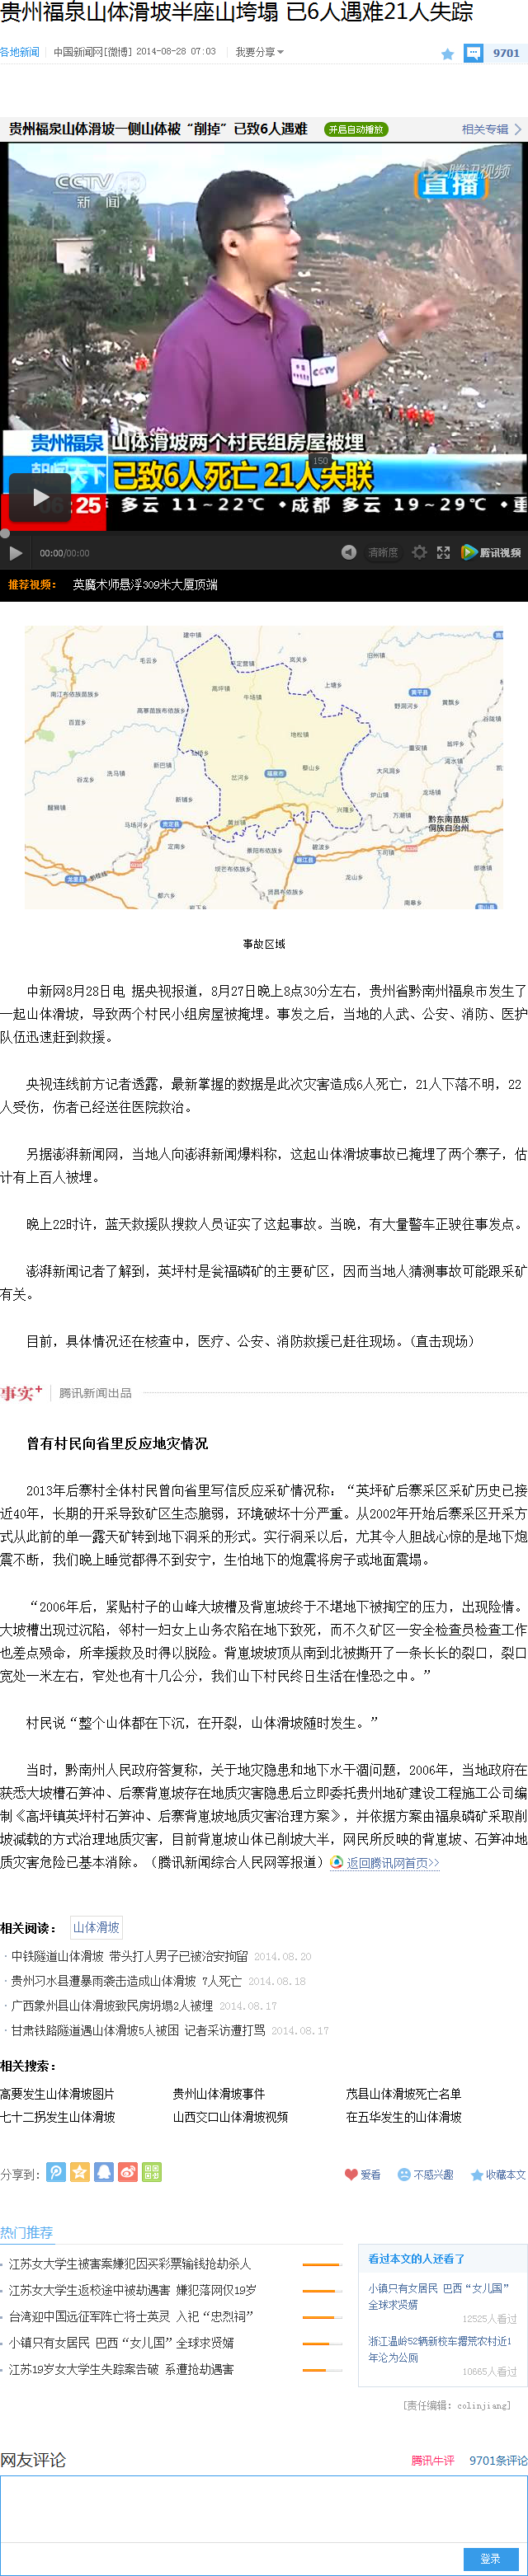 贵州福泉山体滑坡半座山垮塌 已6人遇难21人失踪
各地新闻 中国新闻网[微博] 2014-08-28 07:03 我要分享 9701
贵州福泉山体滑坡一侧山体被“削掉”已致6人遇难 开启自动播放 相关专辑
CCTV 13 腾讯视频
新闻 直播
CCTV
贵州福泉 山体滑坡两个村民组房屋被埋
朝闻天下 已致6人死亡 21人失联
150
06:25 多云 11～22℃ ·成都 多云 19～29℃ ·重
00:00/00:00 清晰度 腾讯视频
推荐视频： 英魔术师悬浮309米大厦顶端
建中镇
毛云乡 岚关乡 旧州镇
高坪镇 牛场镇 上塘乡 黄平县
地松镇
福泉市
贵定县
麻江县
黔东南苗族
侗族自治州
事故区域
中新网8月28日电 据央视报道，8月27日晚上8点30分左右，贵州省黔南州福泉市发生了
一起山体滑坡，导致两个村民小组房屋被掩埋。事发之后，当地的人武、公安、消防、医护
队伍迅速赶到救援。
央视连线前方记者透露，最新掌握的数据是此次灾害造成6人死亡，21人下落不明，22
人受伤，伤者已经送往医院救治。
另据澎湃新闻网，当地人向澎湃新闻爆料称，这起山体滑坡事故已掩埋了两个寨子，估
计有上百人被埋。
晚上22时许，蓝天救援队搜救人员证实了这起事故。当晚，有大量警车正驶往事发点。
澎湃新闻记者了解到，英坪村是瓮福磷矿的主要矿区，因而当地人猜测事故可能跟采矿
有关。
目前，具体情况还在核查中，医疗、公安、消防救援已赶往现场。（直击现场）
事实+ 腾讯新闻出品
曾有村民向省里反应地灾情况
2013年后寨村全体村民曾向省里写信反应采矿情况称：“英坪矿后寨采区采矿历史已接
近40年，长期的开采导致矿区生态脆弱，环境破坏十分严重。从2002年开始后寨采区开采方
式从此前的单一露天矿转到地下洞采的形式。实行洞采以后，尤其令人胆战心惊的是地下炮
震不断，我们晚上睡觉都得不到安宁，生怕地下的炮震将房子或地面震塌。
“2006年后，紧贴村子的山峰大坡槽及背崽坡终于不堪地下被掏空的压力，出现险情。
大坡槽出现过沉陷，邻村一妇女上山务农陷在地下致死，而不久矿区一安全检查员检查工作
也差点殒命，所幸援救及时得以脱险。背崽坡坡顶从南到北被撕开了一条长长的裂口，裂口
宽处一米左右，窄处也有十几公分，我们山下村民终日生活在惶恐之中。”
村民说“整个山体都在下沉，在开裂，山体滑坡随时发生。”
当时，黔南州人民政府答复称，关于地灾隐患和地下水干涸问题，2006年，当地政府在
获悉大坡槽石笋冲、后寨背崽坡存在地质灾害隐患后立即委托贵州地矿建设工程施工公司编
制《高坪镇英坪村石笋冲、后寨背崽坡地质灾害治理方案》，并依据方案由福泉磷矿采取削
坡减载的方式治理地质灾害，目前背崽坡山体已削坡大半，网民所反映的背崽坡、石笋冲地
质灾害危险已基本消除。（腾讯新闻综合人民网等报道） 返回腾讯网首页>>
相关阅读： 山体滑坡
·中铁隧道山体滑坡 带头打人男子已被治安拘留 2014.08.20
·贵州习水县遭暴雨袭击造成山体滑坡 7人死亡 2014.08.18
·广西象州县山体滑坡致民房坍塌2人被埋 2014.08.17
·甘肃铁路隧道遇山体滑坡5人被困 记者采访遭打骂 2014.08.17
相关搜索：
高要发生山体滑坡图片 贵州山体滑坡事件 茂县山体滑坡死亡名单
七十二拐发生山体滑坡 山西交口山体滑坡视频 在五华发生的山体滑坡
分享到： 爱看 不感兴趣 收藏本文
热门推荐
江苏女大学生被害案嫌犯因买彩票输钱抢劫杀人
江苏女大学生返校途中被劫遇害 嫌犯落网仅19岁
台湾迎中国远征军阵亡将士英灵 入祀“忠烈祠”
小镇只有女居民 巴西“女儿国”全球求贤婿
江苏19岁女大学生失踪案告破 系遭抢劫遇害
看过本文的人还看了
小镇只有女居民 巴西“女儿国”
全球求贤婿
12525人看过
浙江温岭52辆新校车撂荒农村近1
年沦为公厕
10665人看过
[责任编辑：colinjiang]
网友评论 腾讯牛评 9701条评论
登录